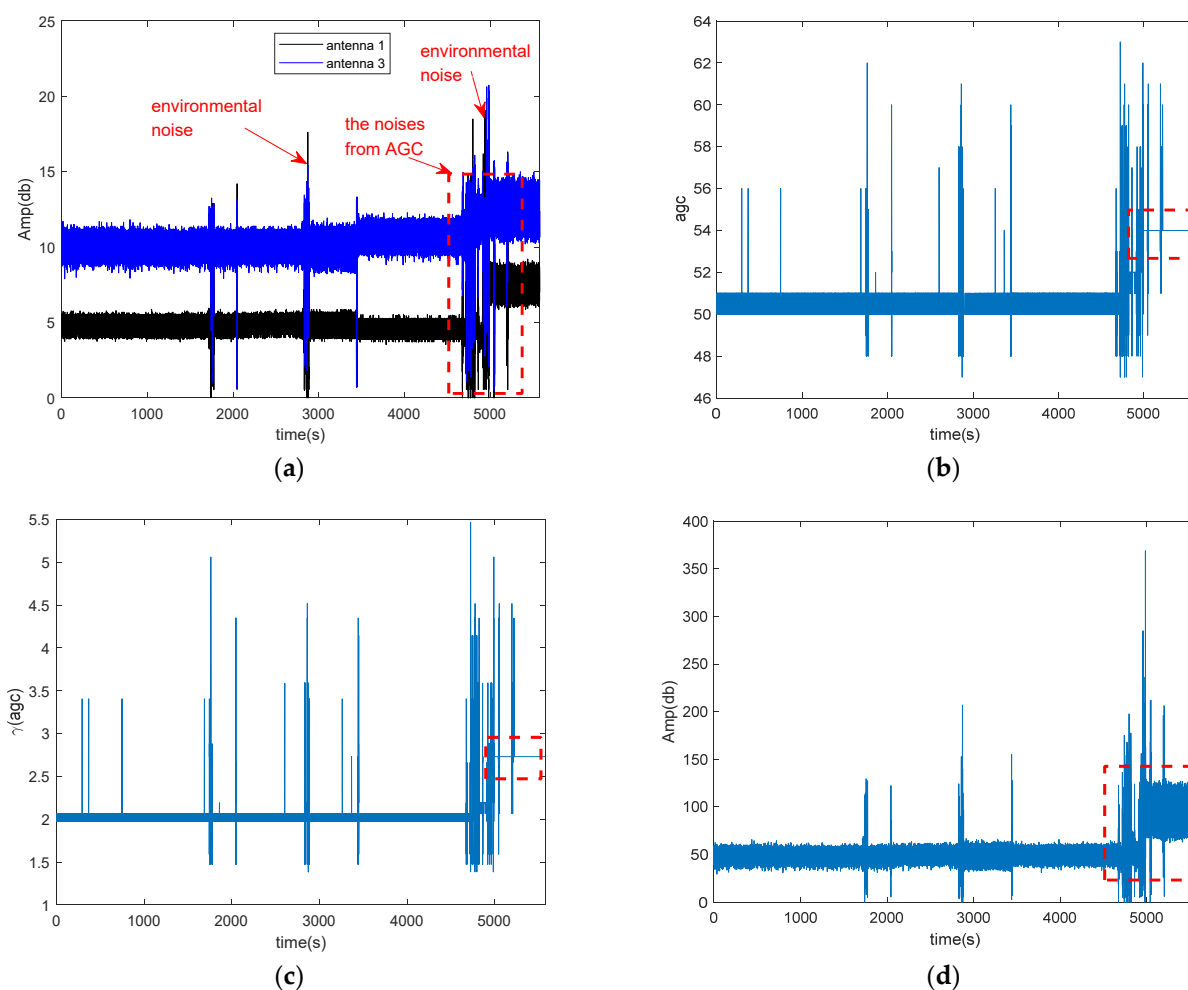 25
20
15
10
5
0
Amp(db)
antenna 1
antenna 3
environmental
noise
environmental
noise
the noises
from AGC
0 1000 2000 3000 4000 5000
time(s)
(a)
64
62
60
58
56
54
52
50
48
46
agc
0 1000 2000 3000 4000 5000
time(s)
(b)
5.5
5
4.5
4
3.5
3
2.5
2
1.5
1
γ(agc)
0 1000 2000 3000 4000 5000
time(s)
(c)
400
350
300
250
200
150
100
50
0
Amp(db)
0 1000 2000 3000 4000 5000
time(s)
(d)